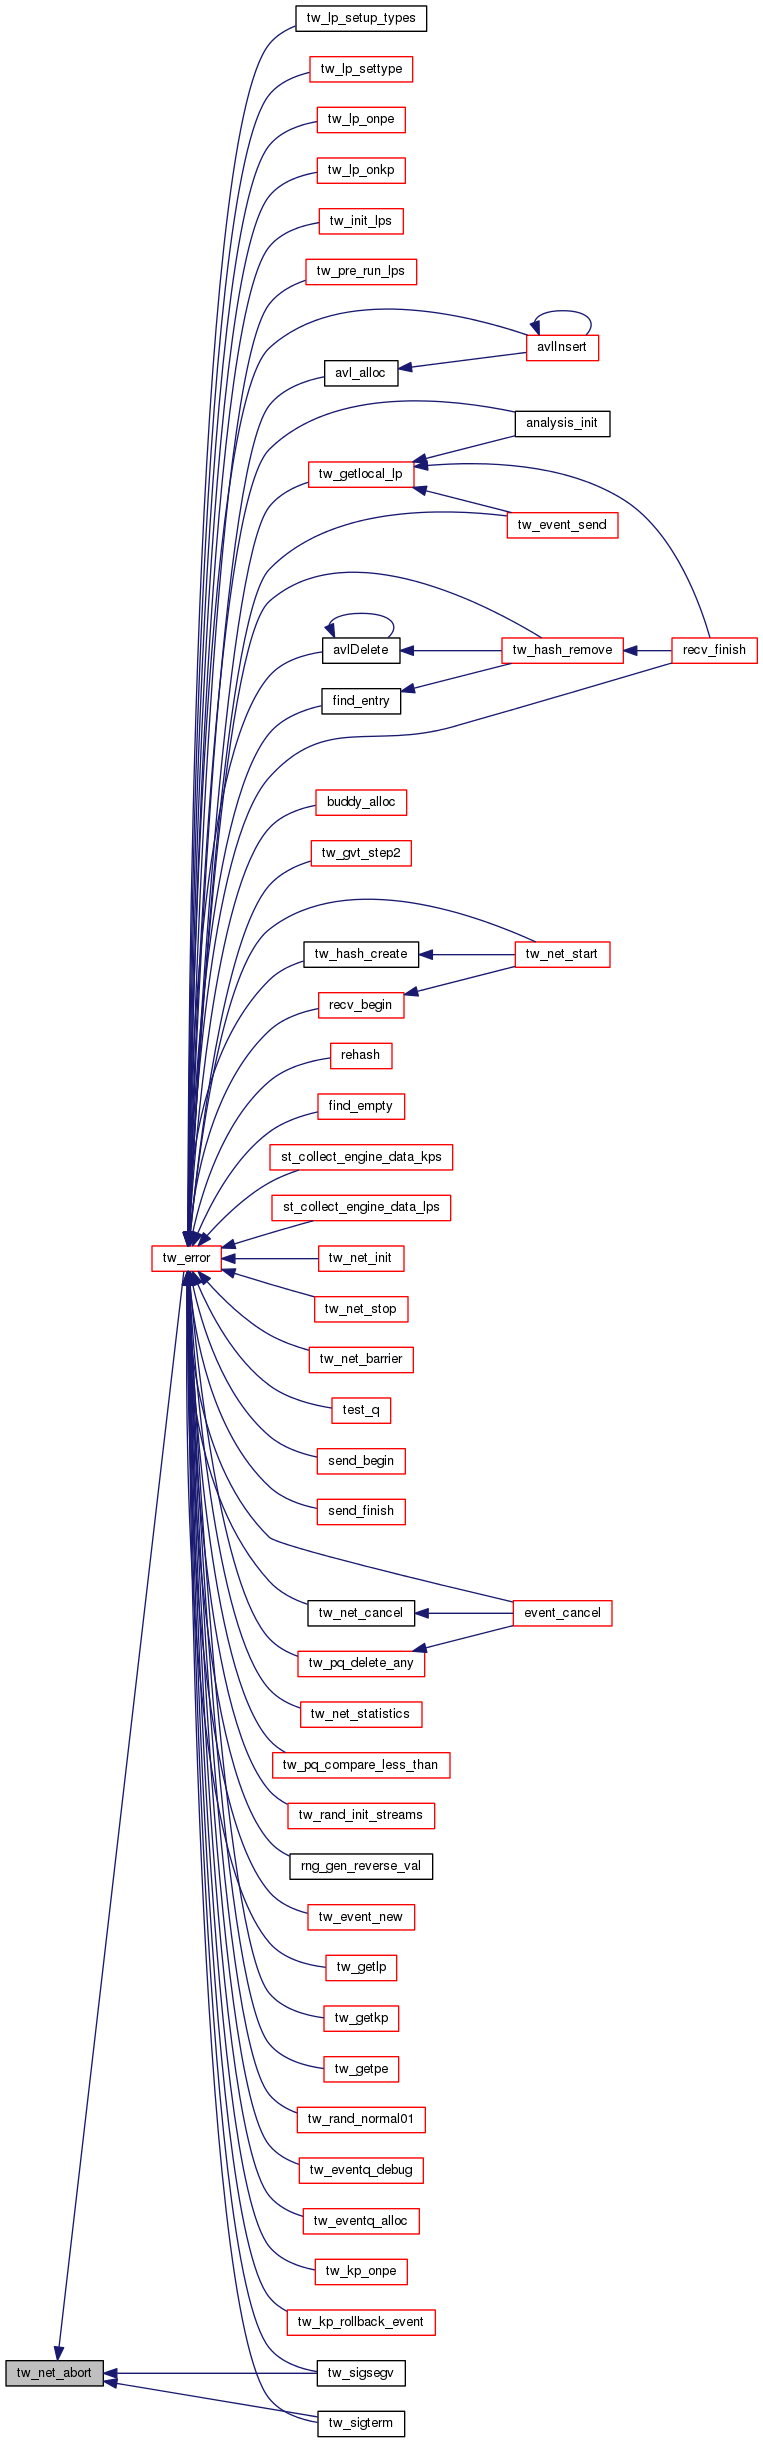 tw_lp_setup_types
tw_lp_settype
tw_lp_onpe
tw_lp_onkp
tw_init_lps
tw_pre_run_lps
avlInsert
avl_alloc
analysis_init
tw_getlocal_lp
tw_event_send
avlDelete
tw_hash_remove
recv_finish
find_entry
buddy_alloc
tw_gvt_step2
tw_hash_create
tw_net_start
recv_begin
rehash
find_empty
st_collect_engine_data_kps
st_collect_engine_data_lps
tw_error
tw_net_init
tw_net_stop
tw_net_barrier
test_q
send_begin
send_finish
tw_net_cancel
event_cancel
tw_pq_delete_any
tw_net_statistics
tw_pq_compare_less_than
tw_rand_init_streams
rng_gen_reverse_val
tw_event_new
tw_getlp
tw_getkp
tw_getpe
tw_rand_normal01
tw_eventq_debug
tw_eventq_alloc
tw_kp_onpe
tw_kp_rollback_event
tw_net_abort
tw_sigsegv
tw_sigterm